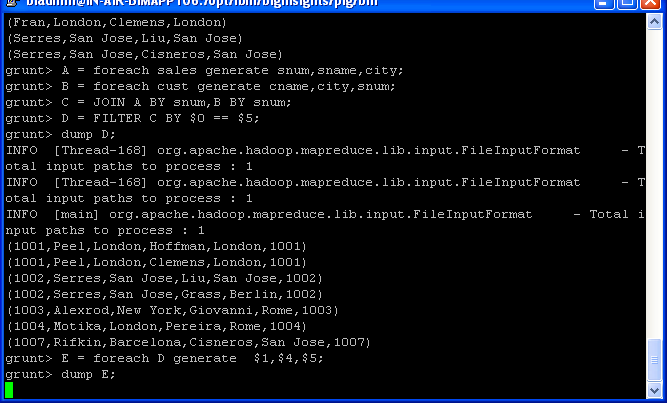 biadmin@IN-AIR-BIMAPP106:/opt/ibm/biginsights/pig/bin
(Fran,London,Clemens,London)
(Serres,San Jose,Liu,San Jose)
(Serres,San Jose,Cisneros,San Jose)
grunt> A = foreach sales generate snum,sname,city;
grunt> B = foreach cust generate cname,city,snum;
grunt> C = JOIN A BY snum,B BY snum;
grunt> D = FILTER C BY $0 == $5;
grunt> dump D;
INFO  [Thread-168] org.apache.hadoop.mapreduce.lib.input.FileInputFormat     - T
otal input paths to process : 1
INFO  [Thread-168] org.apache.hadoop.mapreduce.lib.input.FileInputFormat     - T
otal input paths to process : 1
INFO  [main] org.apache.hadoop.mapreduce.lib.input.FileInputFormat     - Total i
nput paths to process : 1
(1001,Peel,London,Hoffman,London,1001)
(1001,Peel,London,Clemens,London,1001)
(1002,Serres,San Jose,Liu,San Jose,1002)
(1002,Serres,San Jose,Grass,Berlin,1002)
(1003,Alexrod,New York,Giovanni,Rome,1003)
(1004,Motika,London,Pereira,Rome,1004)
(1007,Rifkin,Barcelona,Cisneros,San Jose,1007)
grunt> E = foreach D generate  $1,$4,$5;
grunt> dump E;